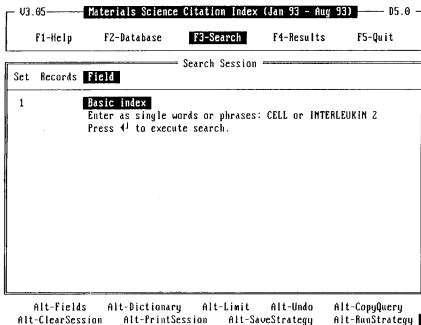 V3.05 Materials Science Citation Index (Jan 93 - Aug 93) D5.0
F1-Help F2-Database F3-Search F4-Results F5-Quit
Search Session
Set Records Field
1 Basic index
Enter as single words or phrases: CELL or INTERLEUKIN 2
Press ↵ to execute search.
Alt-Fields Alt-Dictionary Alt-Limit Alt-Undo Alt-CopyQuery
Alt-ClearSession Alt-PrintSession Alt-SaveStrategy Alt-RunStrategy